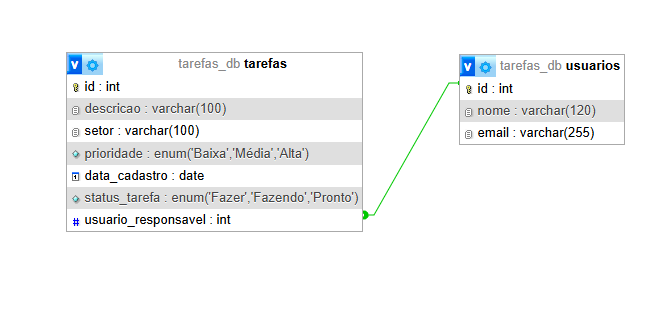 tarefas_db tarefas
id : int
descricao : varchar(100)
setor : varchar(100)
prioridade : enum('Baixa','Média','Alta')
data_cadastro : date
status_tarefa : enum('Fazer','Fazendo','Pronto')
# usuario_responsavel : int
tarefas_db usuarios
id : int
nome : varchar(120)
email : varchar(255)